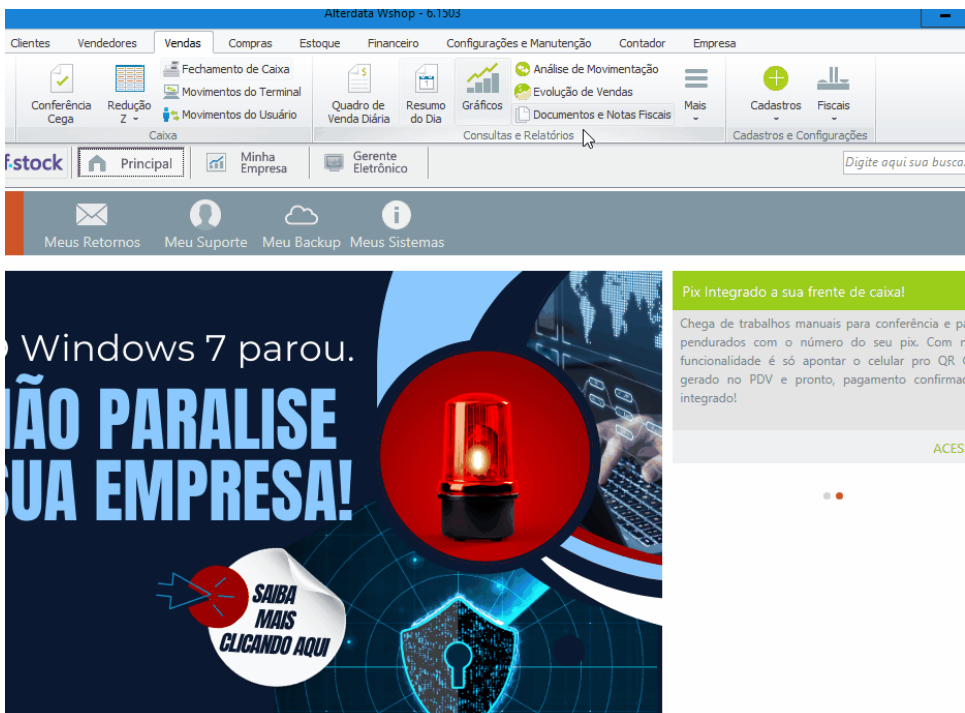 Alterdata Wshop - 6.1503
Clientes Vendedores Vendas Compras Estoque Financeiro Configurações e Manutenção Contador Empresa
Conferência Cega
Redução Z
Fechamento de Caixa
Movimentos do Terminal
Movimentos do Usuário
Caixa
Quadro de Venda Diária
Resumo do Dia
Gráficos
Análise de Movimentação
Evolução de Vendas
Documentos e Notas Fiscais
Mais
Consultas e Relatórios
Cadastros
Fiscais
Cadastros e Configurações
f-stock
Principal
Minha Empresa
Gerente Eletrônico
Digite aqui sua busca.
Meus Retornos Meu Suporte Meu Backup Meus Sistemas
O Windows 7 parou.
NÃO PARALISE
SUA EMPRESA!
SAIBA
MAIS
CLICANDO AQUI
Pix Integrado a sua frente de caixa!
Chega de trabalhos manuais para conferência e pa
pendurados com o número do seu pix. Com
funcionalidade é só apontar o celular pro QR
gerado no PDV e pronto, pagamento confirmad
integrado!
ACES